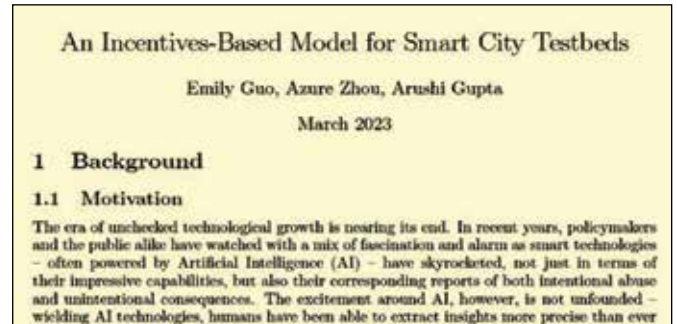 An Incentives-Based Model for Smart City Testbeds
Emily Guo, Azure Zhou, Arushi Gupta
March 2023
1 Background
1.1 Motivation
The era of unchecked technological growth is nearing its end. In recent years, policymakers
and the public alike have watched with a mix of fascination and alarm as smart technologies
– often powered by Artificial Intelligence (AI) – have skyrocketed, not just in terms of
their impressive capabilities, but also their corresponding reports of both intentional abuse
and unintentional consequences. The excitement around AI, however, is not unfounded –
wielding AI technologies, humans have been able to extract insights more precise than ever